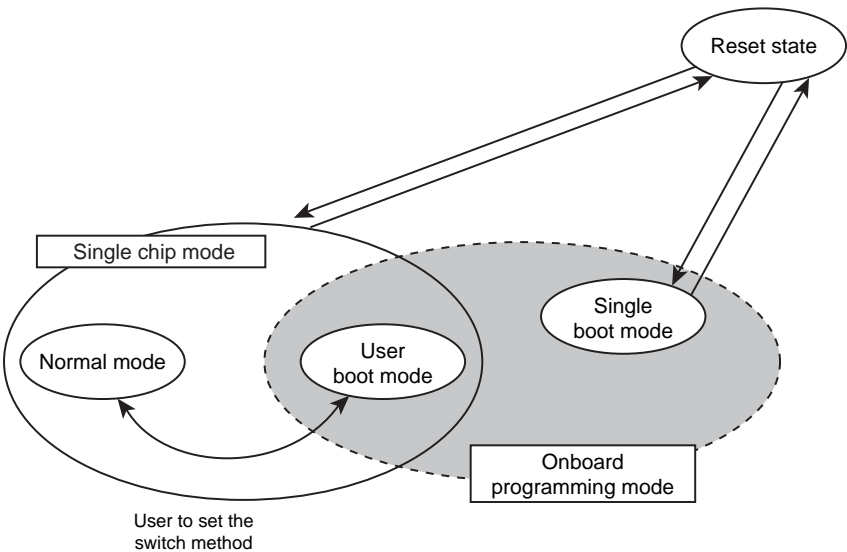 Reset state
Single chip mode
Single
boot mode
Normal mode
User
boot mode
Onboard
programming mode
User to set the
switch method